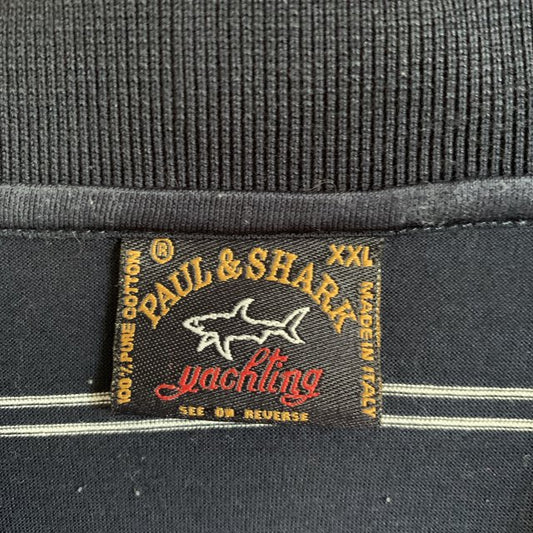 ®
XXL
PAUL & SHARK
100% PURE COTTON
MADE IN ITALY
yachting
SEE ON REVERSE